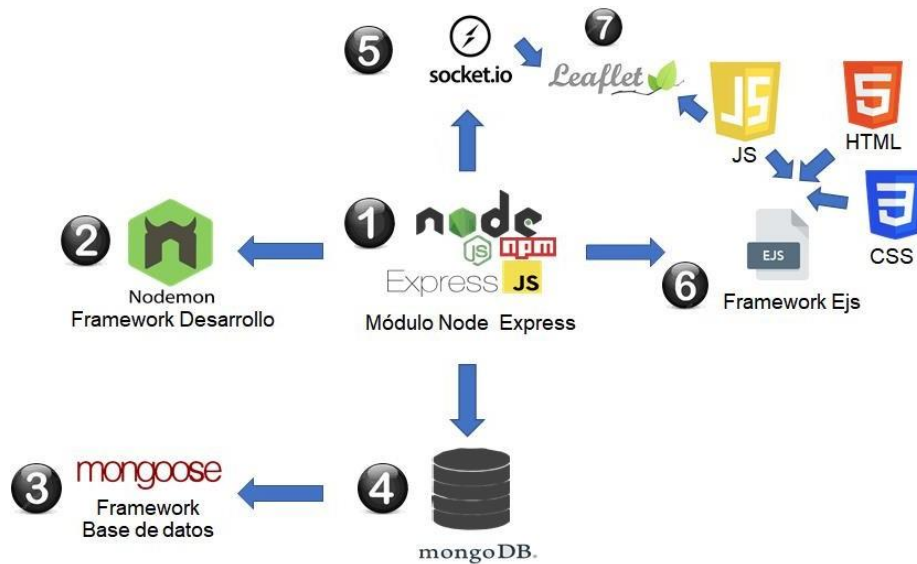 5
socket.io
7
Leaflet
JS
5
HTML
JS
3
CSS
2
Nodemon
Framework Desarrollo
1
node
JS
npm
Express JS
Módulo Node Express
EJS
6
Framework Ejs
3
mongoose
Framework
Base de datos
4
mongoDB.